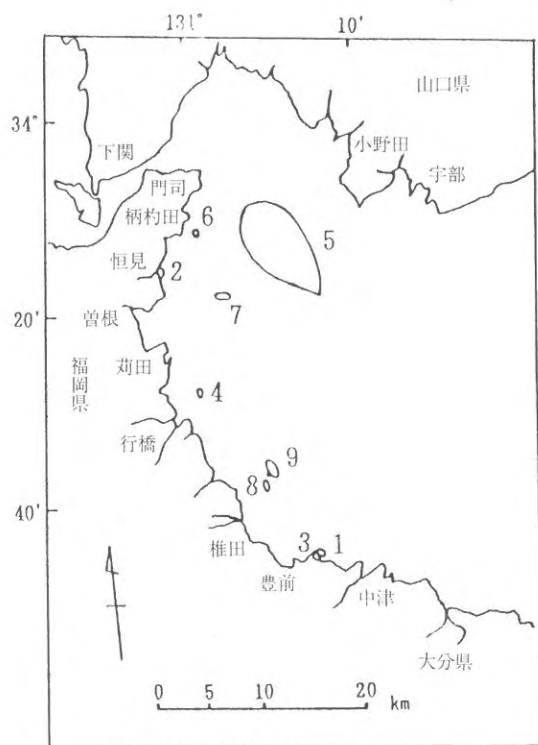 131° 10'
山口県
34°
下関
小野田
宇部
門司
柄杓田
6
5
恒見
2
7
曽根
20'
福岡県
苅田
4
行橋
9
8
40'
椎田
3 1
豊前
中津
大分県
0 5 10 20
km